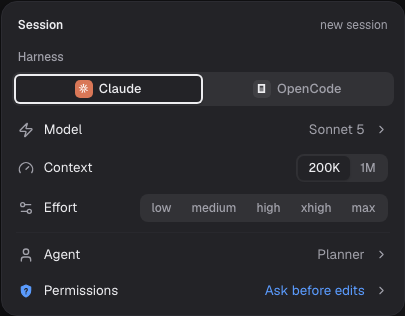 Session new session
Harness
Claude OpenCode
Model Sonnet 5
Context 200K 1M
Effort low medium high xhigh max
Agent Planner
Permissions Ask before edits